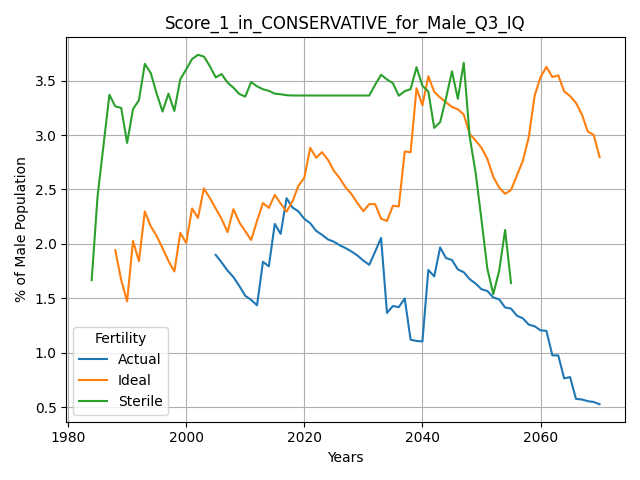 Score_1_in_CONSERVATIVE_for_Male_Q3_IQ
% of Male Population
3.5
3.0
2.5
2.0
1.5
1.0
0.5
Fertility
Actual
Ideal
Sterile
1980
2000
2020
2040
2060
Years